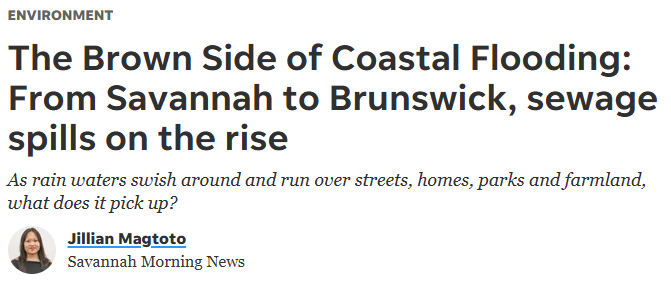 ENVIRONMENT
The Brown Side of Coastal Flooding:
From Savannah to Brunswick, sewage
spills on the rise
As rain waters swish around and run over streets, homes, parks and farmland,
what does it pick up?
Jillian Magtoto
Savannah Morning News